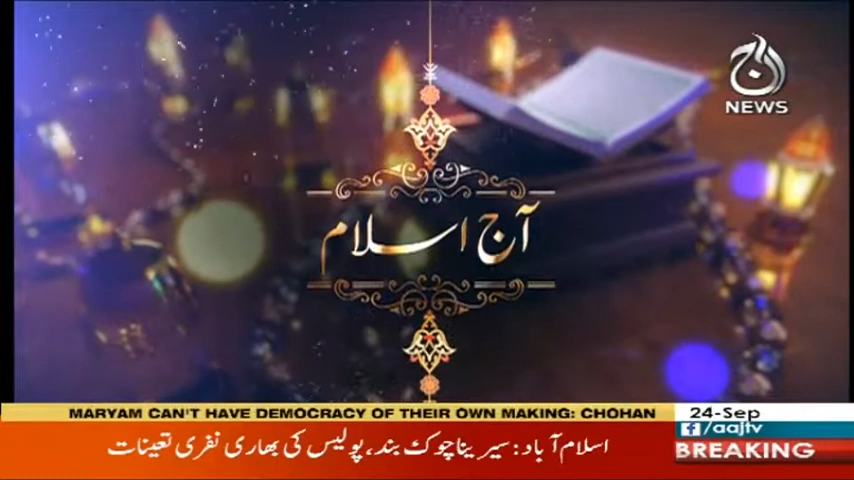 آج
NEWS
آج اسلام
MARYAM CAN'T HAVE DEMOCRACY OF THEIR OWN MAKING: CHOHAN
24-Sep
f/aajtv
اسلام آباد: سیرینا چوک بند، پولیس کی بھاری نفری تعینات
BREAKING